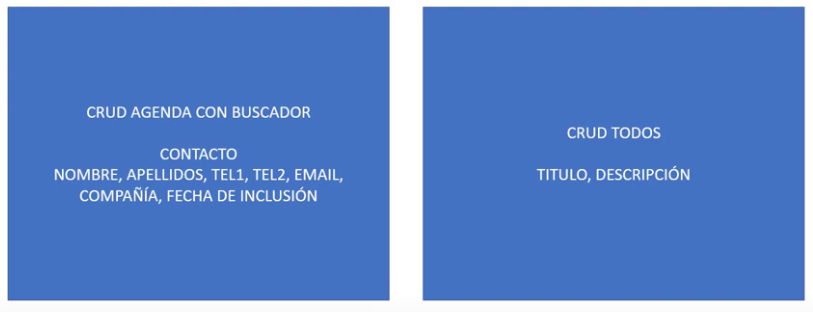 CRUD AGENDA CON BUSCADOR
CONTACTO
NOMBRE, APELLIDOS, TEL1, TEL2, EMAIL,
COMPAÑÍA, FECHA DE INCLUSIÓN
CRUD TODOS
TITULO, DESCRIPCIÓN